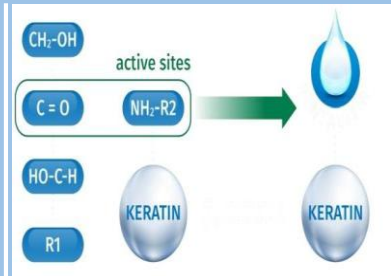 CH₂-OH
active sites
C = O
NH₂-R2
HO-C-H
KERATIN
KERATIN
R1